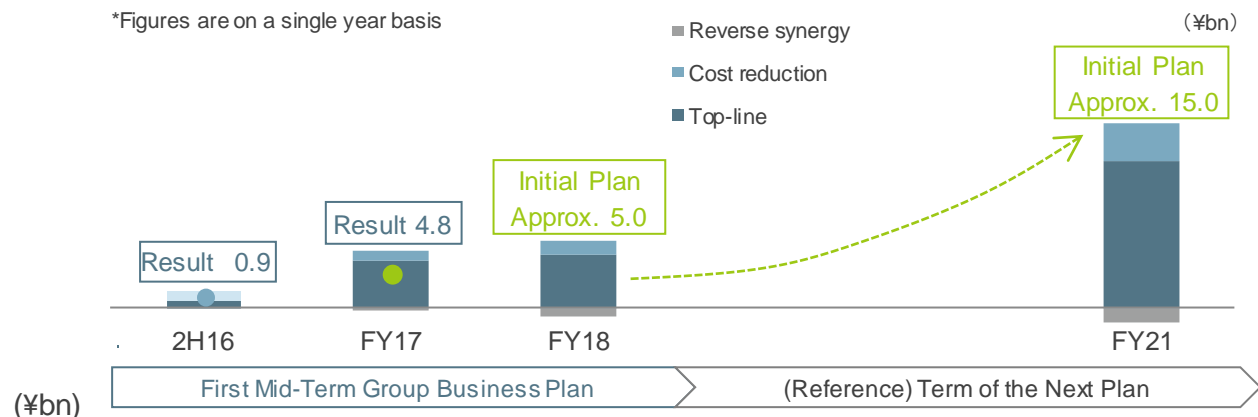 *Figures are on a single year basis
(¥bn)
Reverse synergy
Cost reduction
Top-line
Initial Plan
Approx. 15.0
Initial Plan
Approx. 5.0
Result 4.8
Result 0.9
2H16
FY17
FY18
FY21
First Mid-Term Group Business Plan
(Reference) Term of the Next Plan
(¥bn)